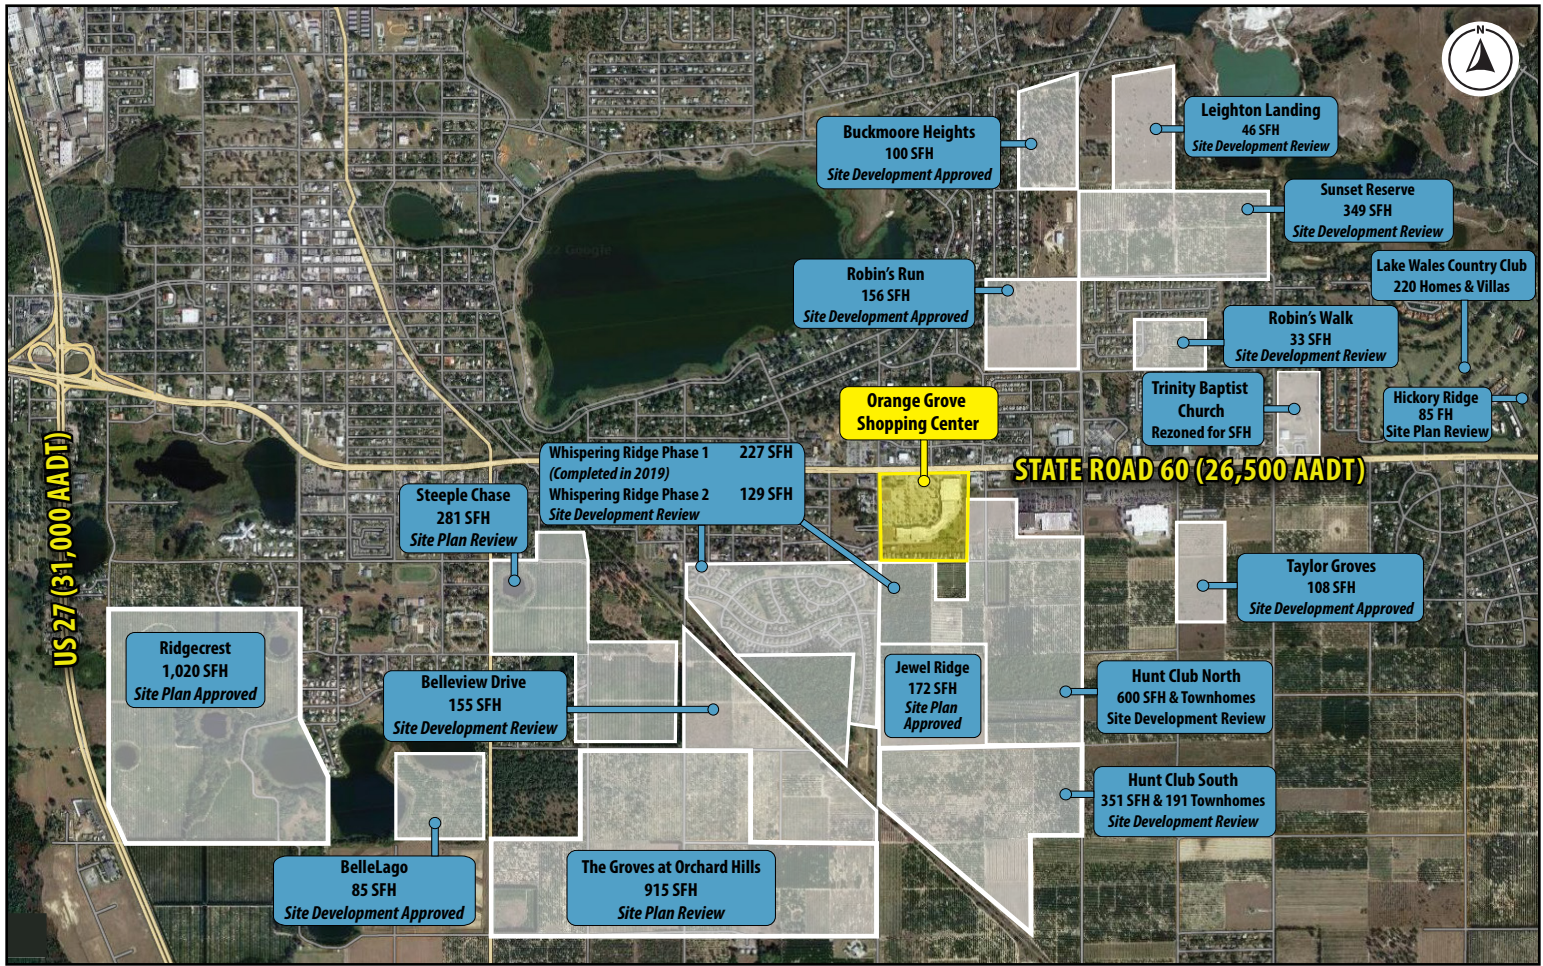 N
Leighton Landing
46 SFH
Site Development Review
Buckmoore Heights
100 SFH
Site Development Approved
Sunset Reserve
349 SFH
Site Development Review
Lake Wales Country Club
220 Homes & Villas
Robin's Run
156 SFH
Site Development Approved
Robin's Walk
33 SFH
Site Development Review
Trinity Baptist
Church
Rezoned for SFH
Hickory Ridge
85 FH
Site Plan Review
Orange Grove
Shopping Center
STATE ROAD 60 (26,500 AADT)
US 27 (31,000 AADT)
Whispering Ridge Phase 1 227 SFH
(Completed in 2019)
Whispering Ridge Phase 2 129 SFH
Site Development Review
Steeple Chase
281 SFH
Site Plan Review
Taylor Groves
108 SFH
Site Development Approved
Ridgecrest
1,020 SFH
Site Plan Approved
Belleview Drive
155 SFH
Site Development Review
Jewel Ridge
172 SFH
Site Plan
Approved
Hunt Club North
600 SFH & Townhomes
Site Development Review
Hunt Club South
351 SFH & 191 Townhomes
Site Development Review
BelleLago
85 SFH
Site Development Approved
The Groves at Orchard Hills
915 SFH
Site Plan Review